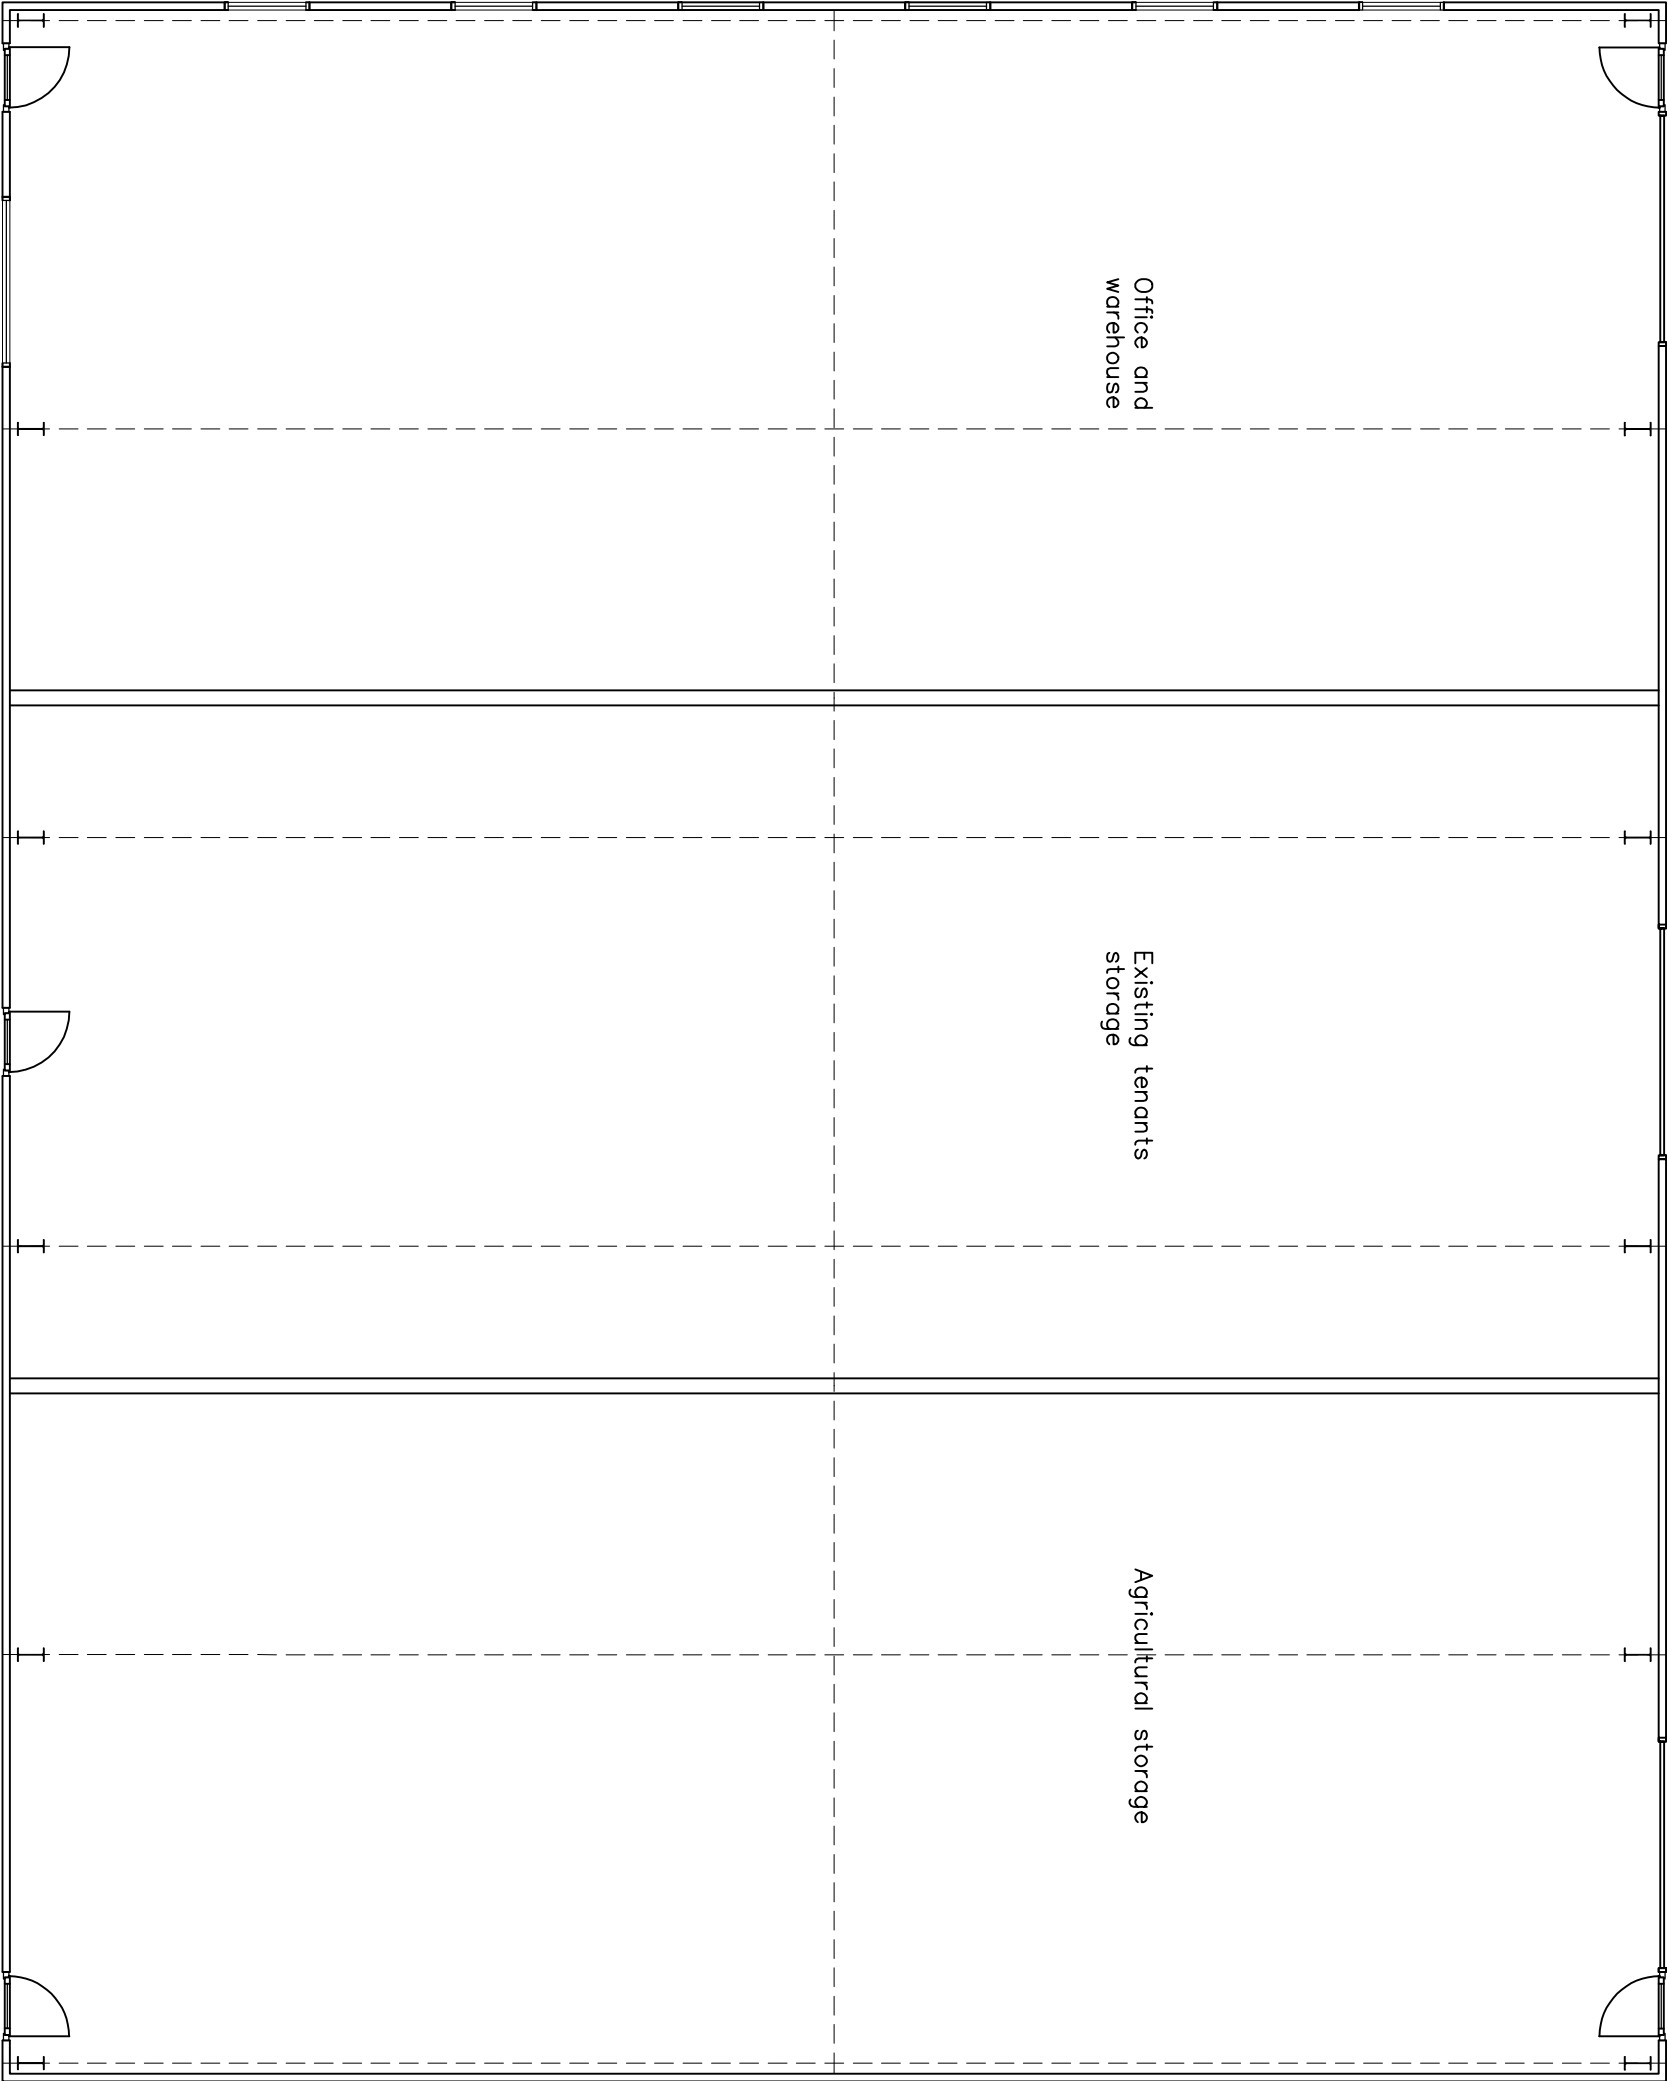 Office and
warehouse
Existing tenants
storage
Agricultural storage